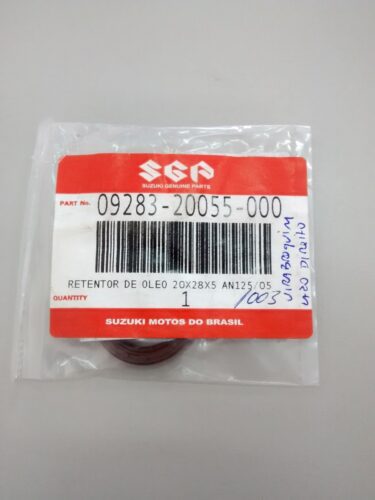 SGP
SUZUKI GENUINE PARTS
PART No. 09283-20055-000
RETENTOR DE OLEO 20X28X5 AN125/05
QUANTITY 1
SUZUKI MOTOS DO BRASIL
1003
VIRABREQUIM
LADO DIREITO